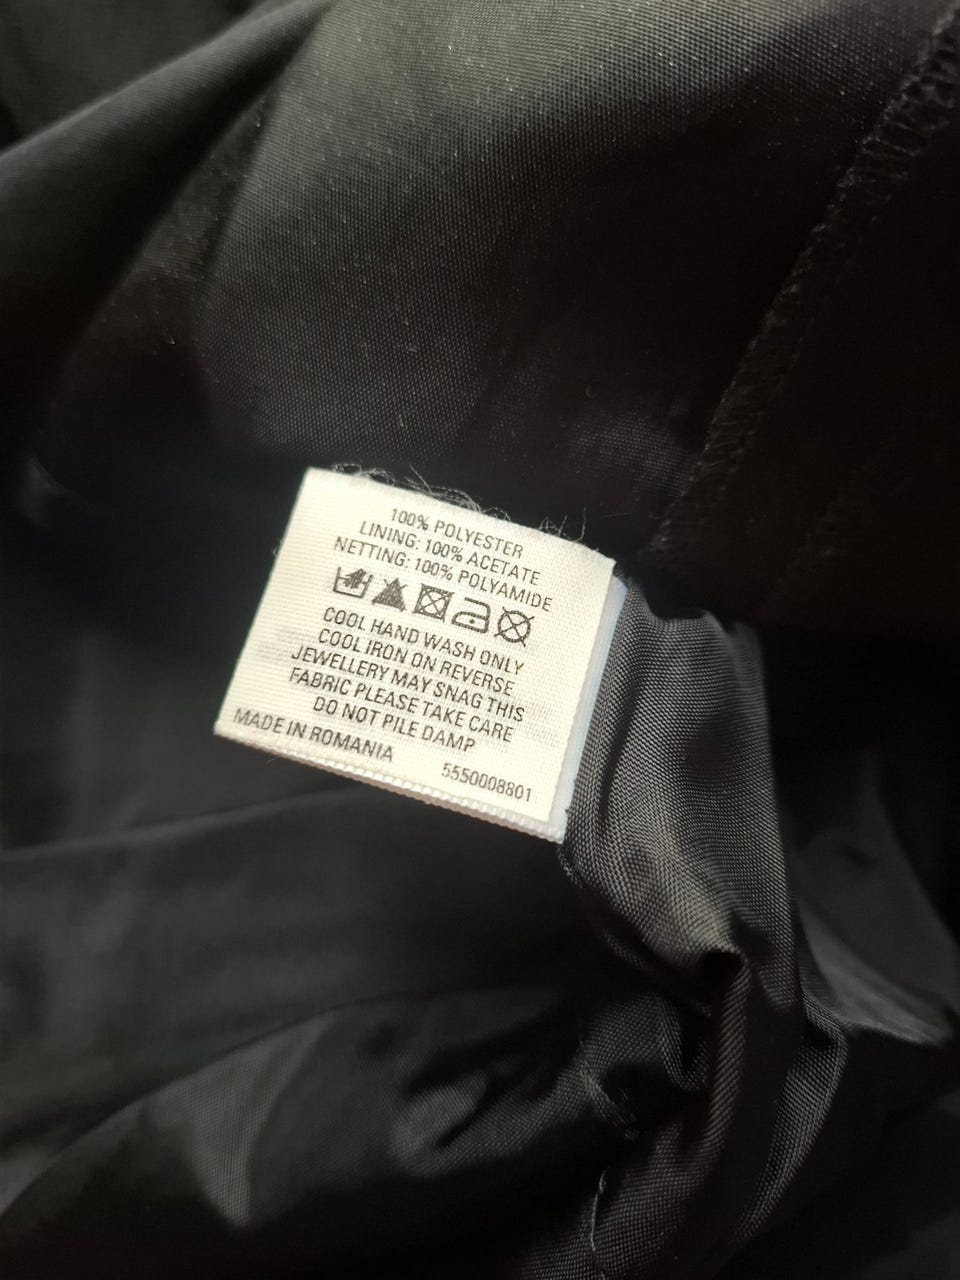 100% POLYESTER
LINING: 100% ACETATE
NETTING: 100% POLYAMIDE
COOL HAND WASH ONLY
COOL IRON ON REVERSE
JEWELLERY MAY SNAG THIS
FABRIC PLEASE TAKE CARE
DO NOT PILE DAMP
MADE IN ROMANIA
5550008801